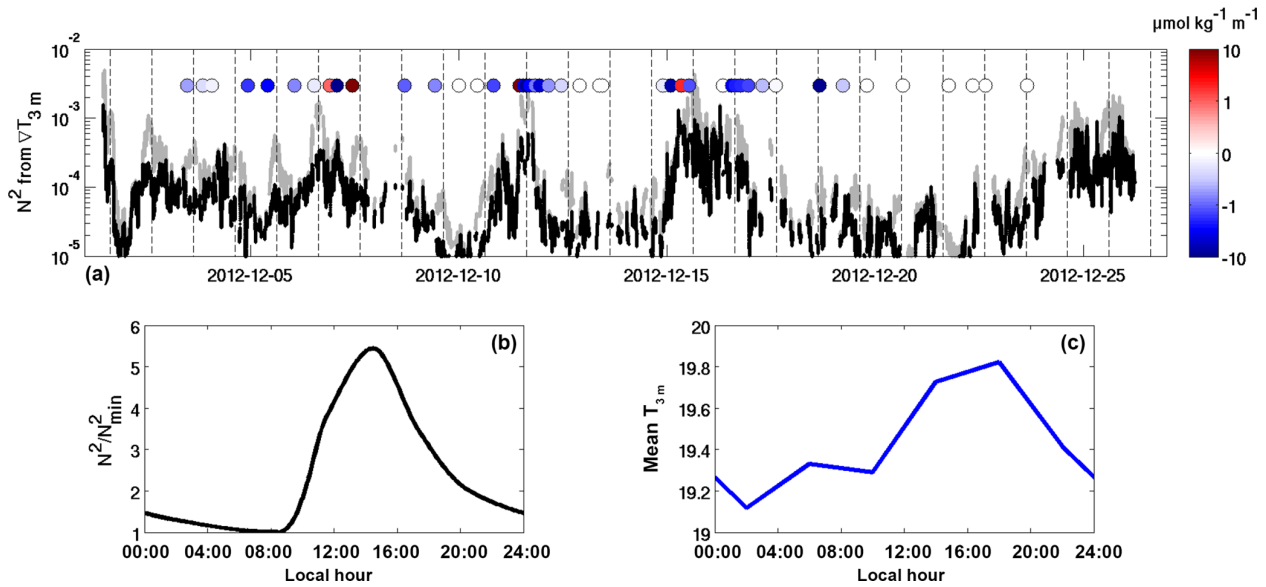 µmol kg-1 m-1
10-2
10-3
10-4
10-5
N2 from ∇T3 m
10
1
0
-1
-10
(a)
2012-12-05
2012-12-10
2012-12-15
2012-12-20
2012-12-25
6
5
4
3
2
1
N2/N2min
(b)
00:00 04:00 08:00 12:00 16:00 20:00 24:00
Local hour
20
19.8
19.6
19.4
19.2
19
Mean T3 m
(c)
00:00 04:00 08:00 12:00 16:00 20:00 24:00
Local hour